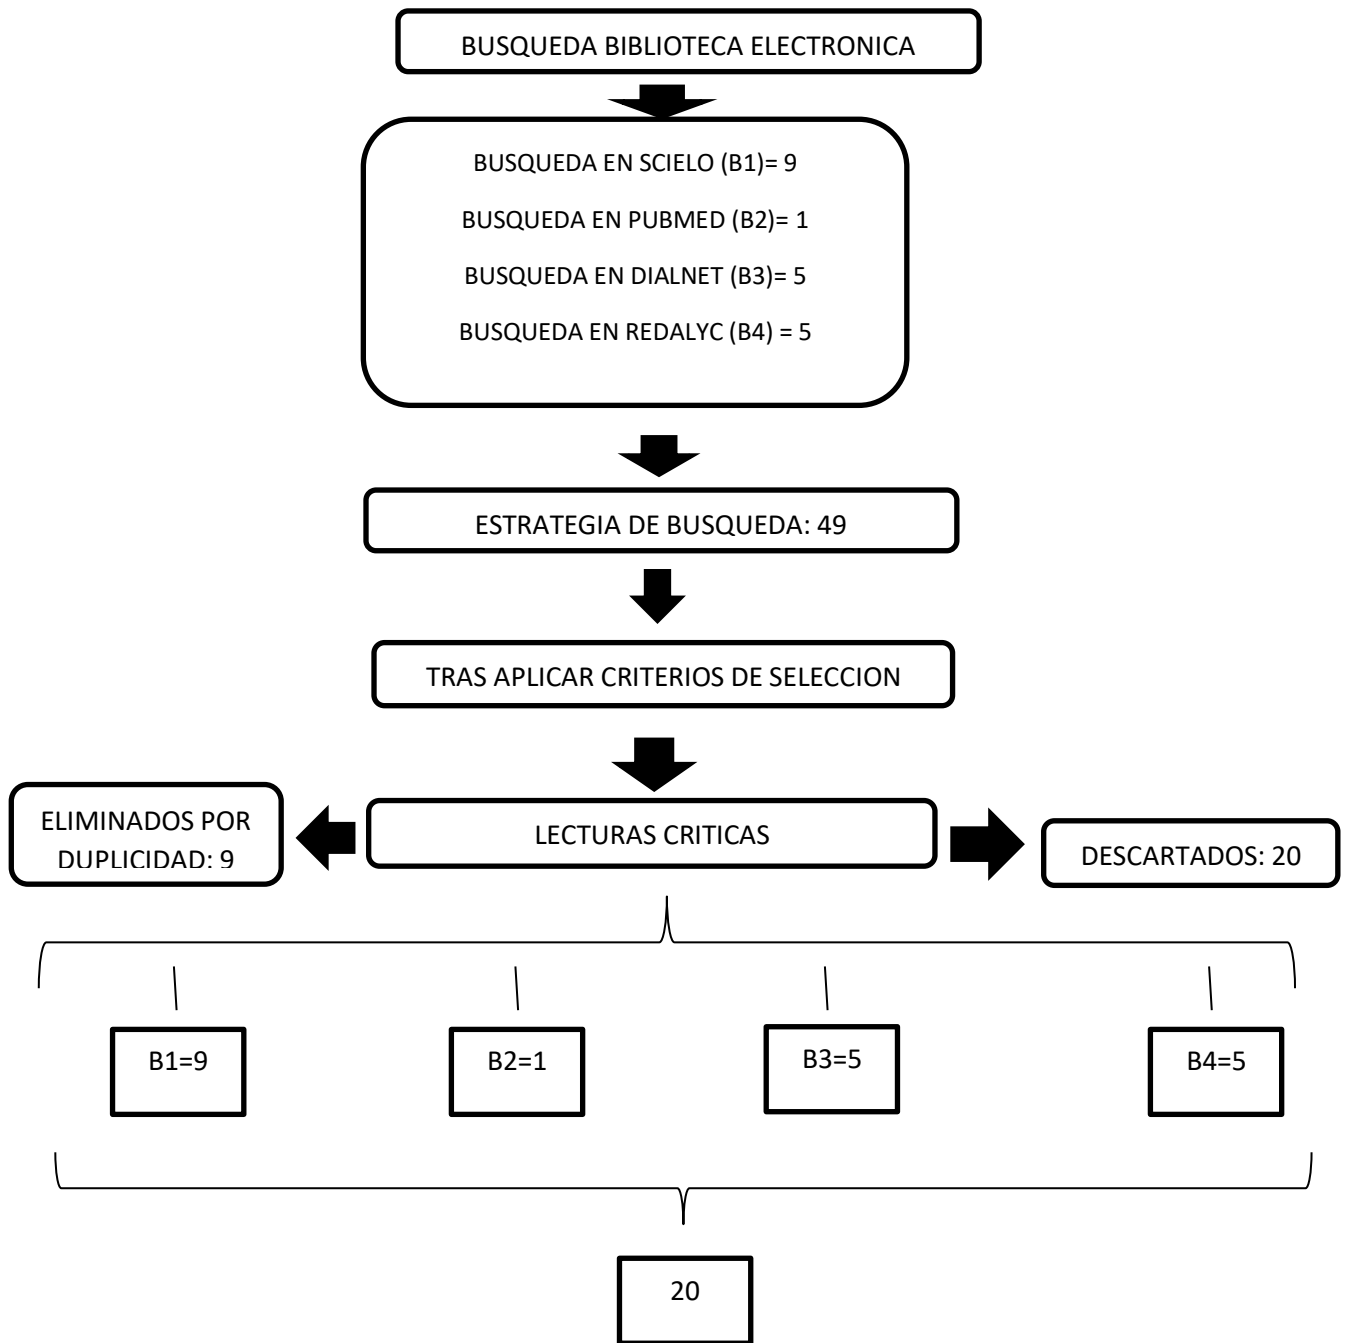 BUSQUEDA BIBLIOTECA ELECTRONICA
BUSQUEDA EN SCIELO (B1)= 9
BUSQUEDA EN PUBMED (B2)= 1
BUSQUEDA EN DIALNET (B3)= 5
BUSQUEDA EN REDALYC (B4) = 5
ESTRATEGIA DE BUSQUEDA: 49
TRAS APLICAR CRITERIOS DE SELECCION
ELIMINADOS POR
DUPLICIDAD: 9
LECTURAS CRITICAS
DESCARTADOS: 20
B1=9
B2=1
B3=5
B4=5
20